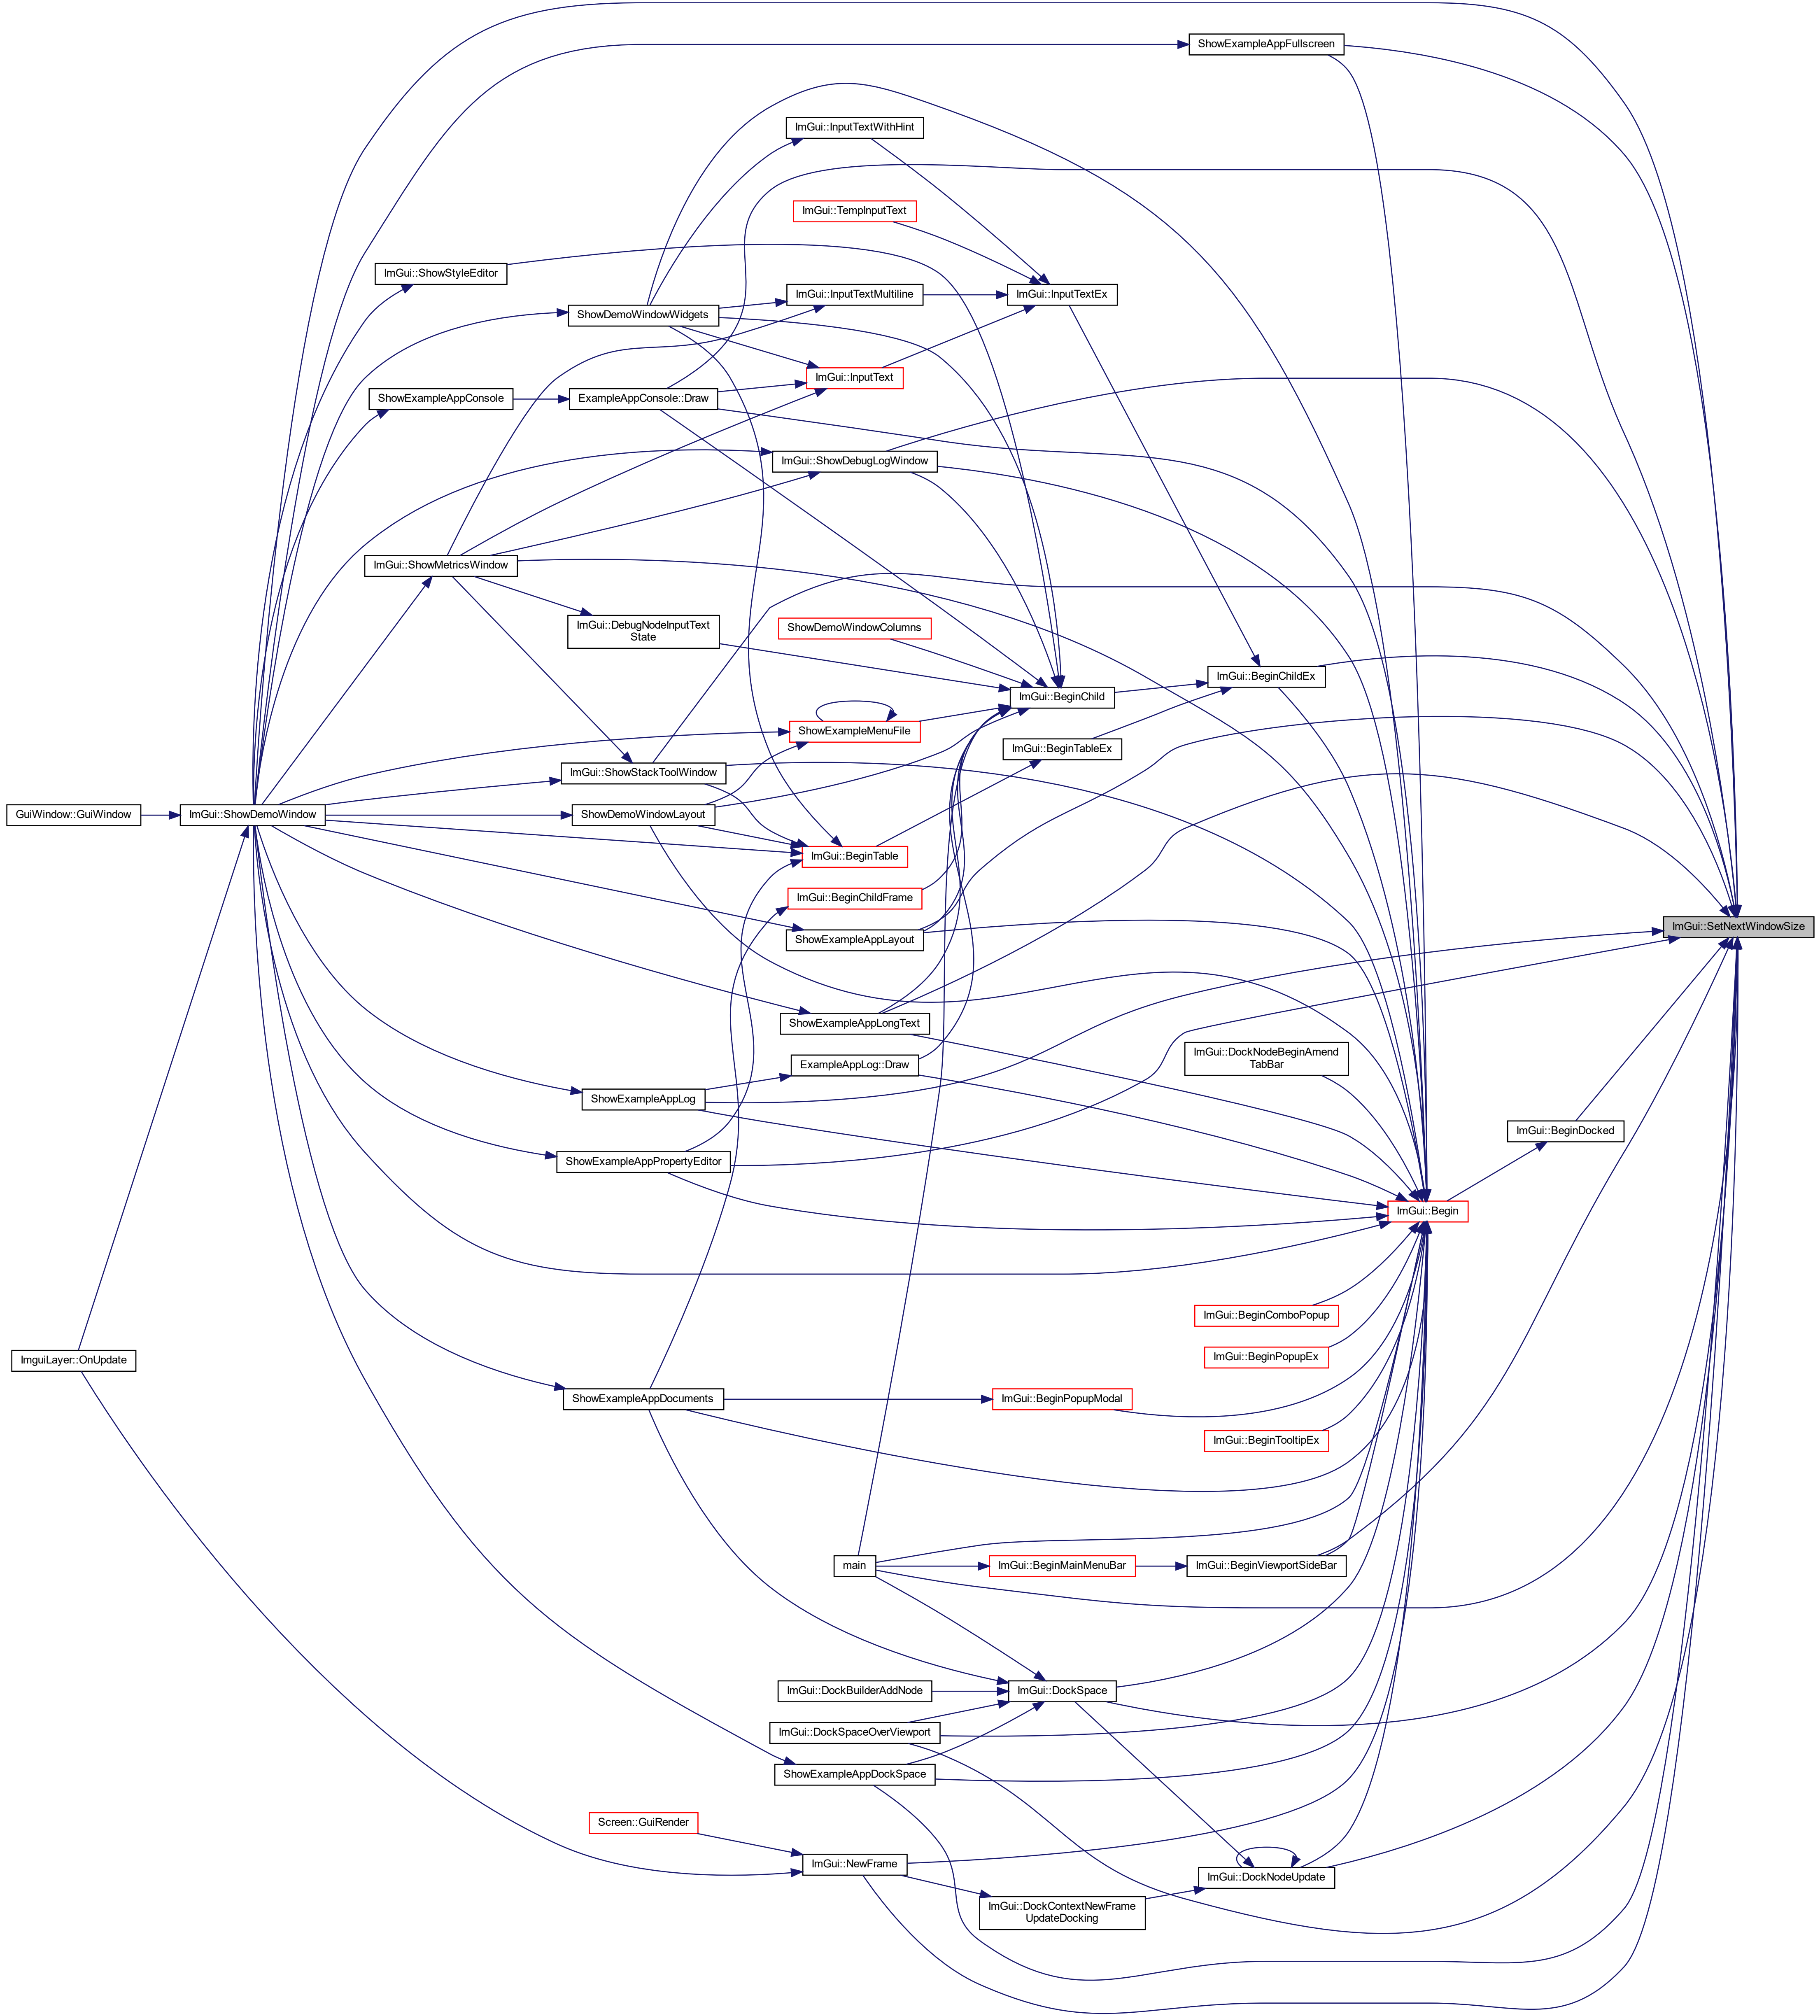 ShowExampleAppFullscreen
ImGui::InputTextWithHint
ImGui::TempInputText
ImGui::ShowStyleEditor
ImGui::InputTextMultiline
ImGui::InputTextEx
ShowDemoWindowWidgets
ImGui::InputText
ShowExampleAppConsole
ExampleAppConsole::Draw
ImGui::ShowDebugLogWindow
ImGui::ShowMetricsWindow
ImGui::DebugNodeInputText
State
ShowDemoWindowColumns
ImGui::BeginChildEx
ImGui::BeginChild
ShowExampleMenuFile
ImGui::BeginTableEx
ImGui::ShowStackToolWindow
GuiWindow::GuiWindow
ImGui::ShowDemoWindow
ShowDemoWindowLayout
ImGui::BeginTable
ImGui::BeginChildFrame
ImGui::SetNextWindowSize
ShowExampleAppLayout
ShowExampleAppLongText
ImGui::DockNodeBeginAmend
TabBar
ExampleAppLog::Draw
ShowExampleAppLog
ImGui::BeginDocked
ShowExampleAppPropertyEditor
ImGui::Begin
ImGui::BeginComboPopup
ImGui::BeginPopupEx
ImguiLayer::OnUpdate
ShowExampleAppDocuments
ImGui::BeginPopupModal
ImGui::BeginTooltipEx
main
ImGui::BeginMainMenuBar
ImGui::BeginViewportSideBar
ImGui::DockBuilderAddNode
ImGui::DockSpace
ImGui::DockSpaceOverViewport
ShowExampleAppDockSpace
Screen::GuiRender
ImGui::NewFrame
ImGui::DockNodeUpdate
ImGui::DockContextNewFrame
UpdateDocking